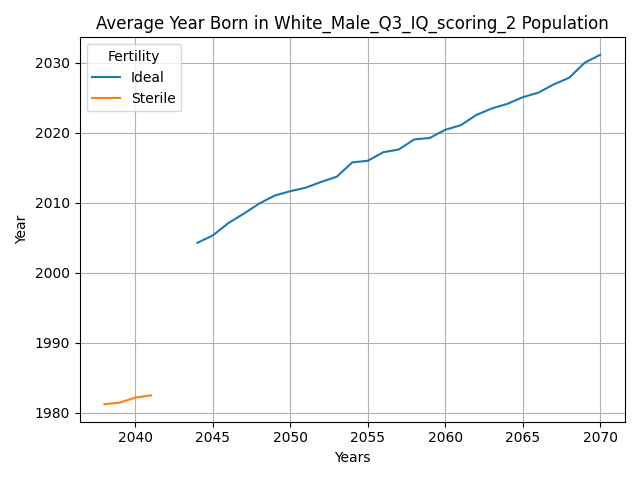 Average Year Born in White_Male_Q3_IQ_scoring_2 Population
Fertility
Ideal
Sterile
2030
2020
2010
2000
1990
1980
Year
2040
2045
2050
2055
2060
2065
2070
Years